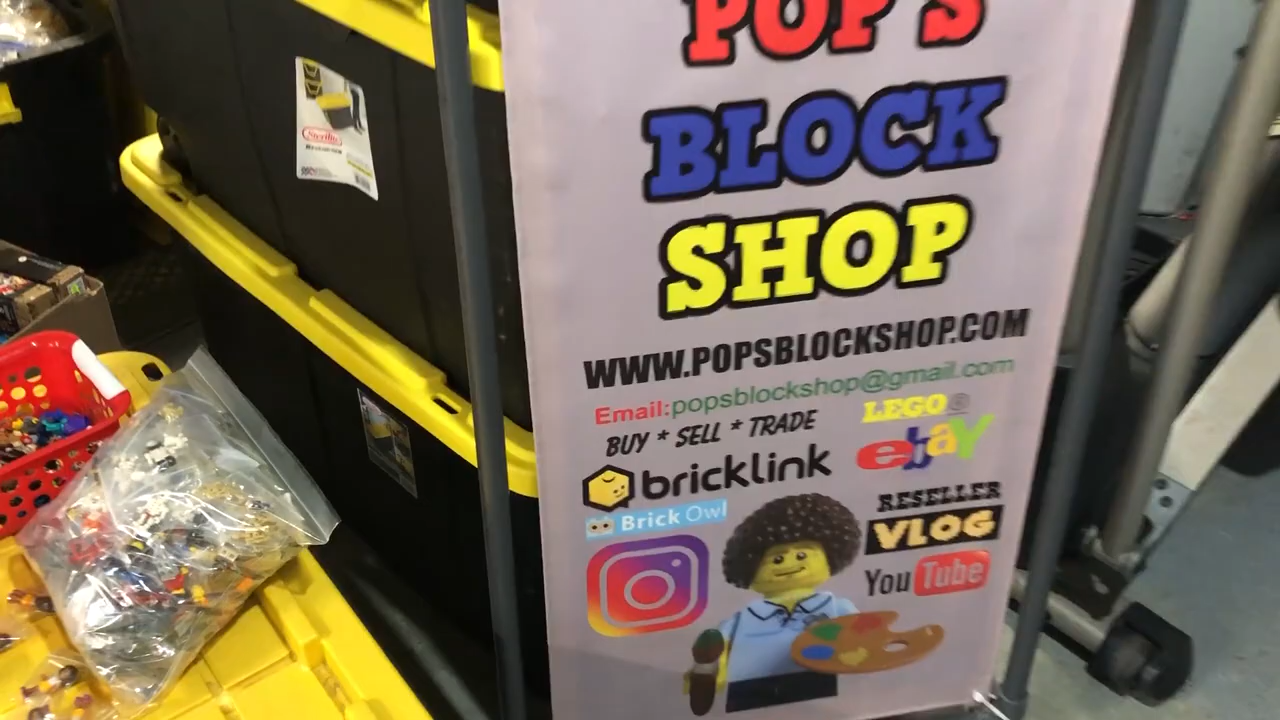 POP'S
BLOCK
SHOP
WWW.POPSBLOCKSHOP.COM
Email:popsblockshop@gmail.com
BUY * SELL * TRADE
LEGO®
ebay
bricklink
Brick Owl
RESELLER
VLOG
YouTube
Sterilite